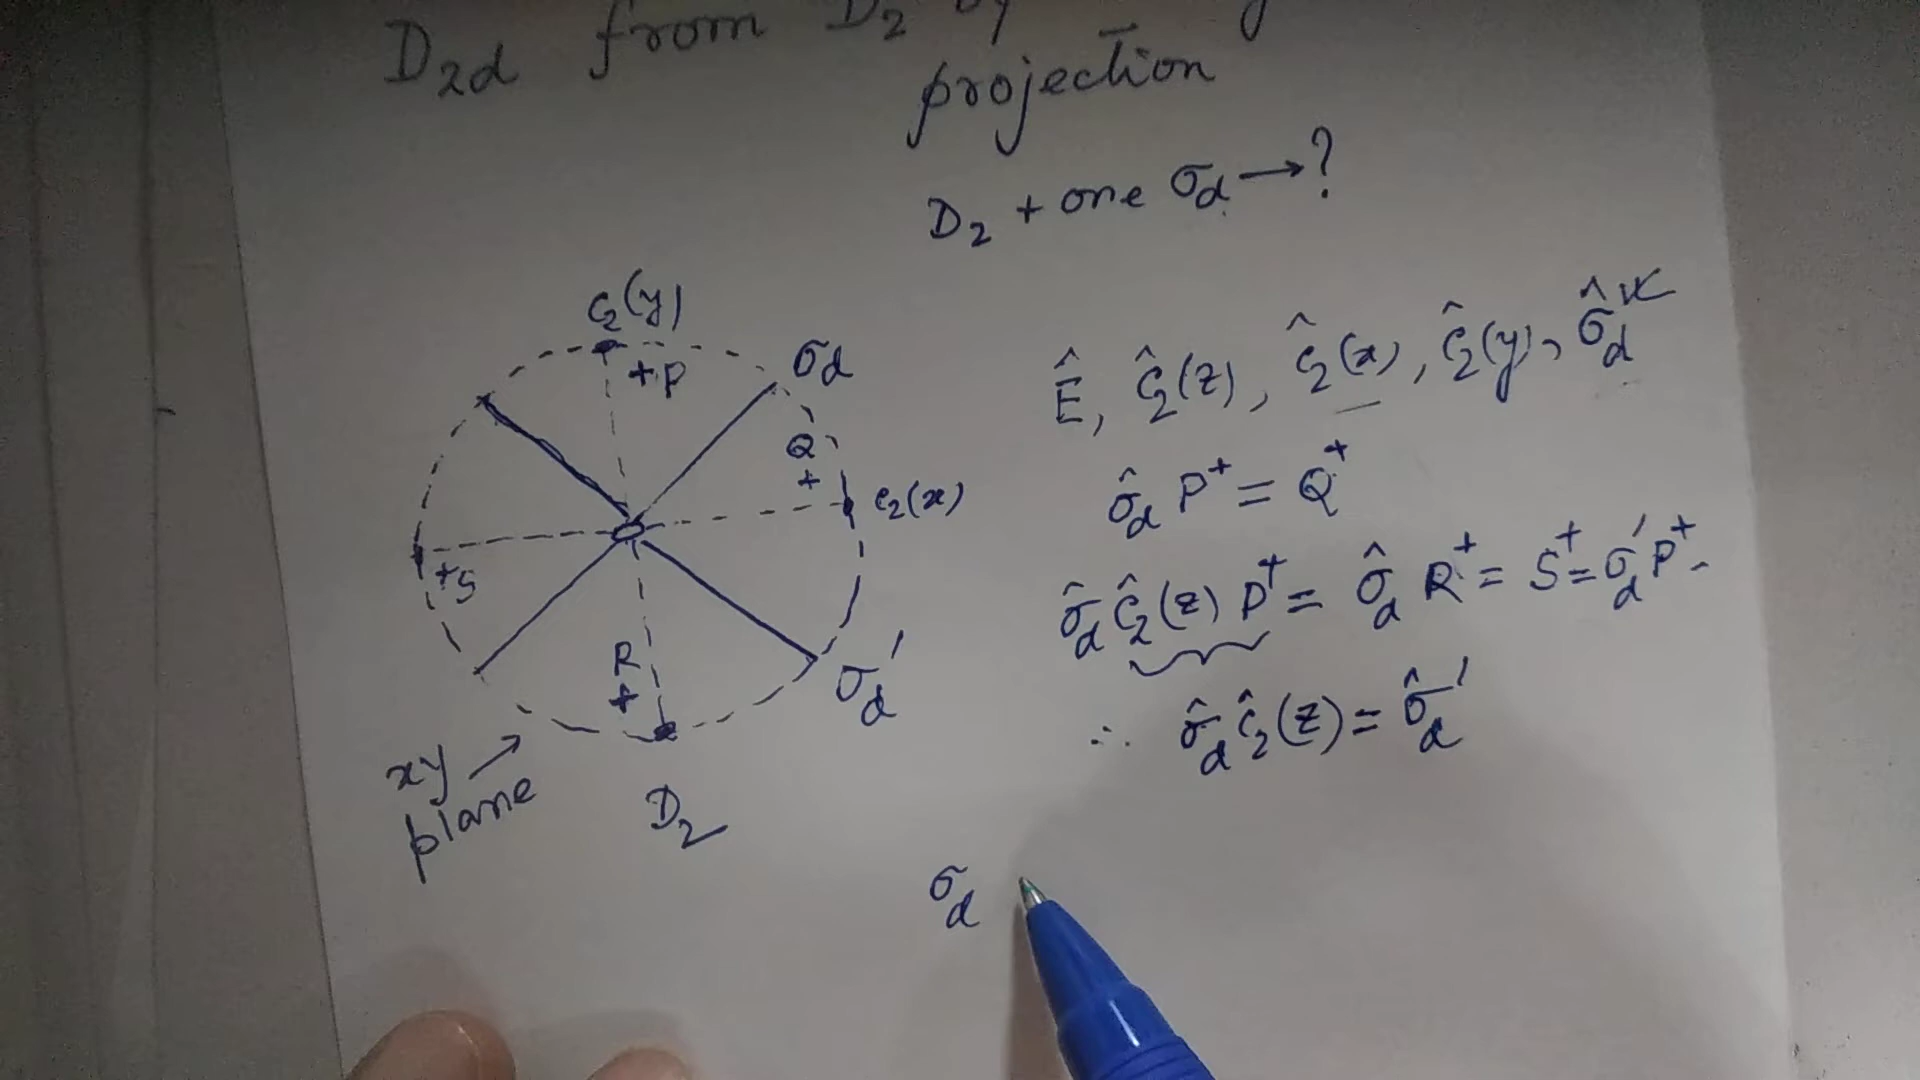 D₂d from D₂ by
projection
D₂ + one σd → ?
C₂(y)
+P
σd
Q
+
C₂(x)
+S
R
+
σd′
xy → plane
D₂
Ê, Ĉ₂(z), Ĉ₂(x), Ĉ₂(y), σ̂d
σ̂d P⁺ = Q⁺
σ̂d Ĉ₂(z) P⁺ = σ̂d R⁺ = S⁺ = σd′ P⁺
∴ σ̂d Ĉ₂(z) = σ̂d′
σd